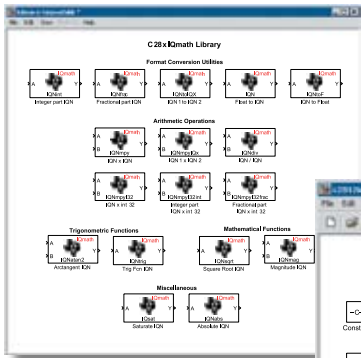 C28x IQmath Library
Format Conversion Utilities
IQmath IQmath IQmath IQmath IQmath
A Y A Y A Y A Y A Y
IQNint IQNfrac IQNtoIQX IQN IQNtoF
Integer part IQN Fractional part IQN IQN 1 to IQN 2 Float to IQN IQN to Float
Arithmetic Operations
IQmath IQmath IQmath
A B Y A B Y A B Y
IQNmpy IQNmpyIQx IQNdiv
IQN x IQN IQN 1 x IQN 2 IQN / IQN
IQmath IQmath IQmath
A B Y A B Y A B Y
IQNmpyI32 IQNmpyI32int IQNmpyI32frac
IQN x int 32 Integer part IQN x int 32 Fractional part IQN x int 32
Trigonometric Functions Mathematical Functions
IQmath IQmath IQmath IQmath
A B Y A Y A Y A B Y
IQNatan2 IQNtrig IQNsqrt IQNmag
Arctangent IQN Trig Fcn IQN Square Root IQN Magnitude IQN
Miscellaneous
IQmath IQmath
A Y A Y
IQsat IQNabs
Saturate IQN Absolute IQN
File
-C-
Const